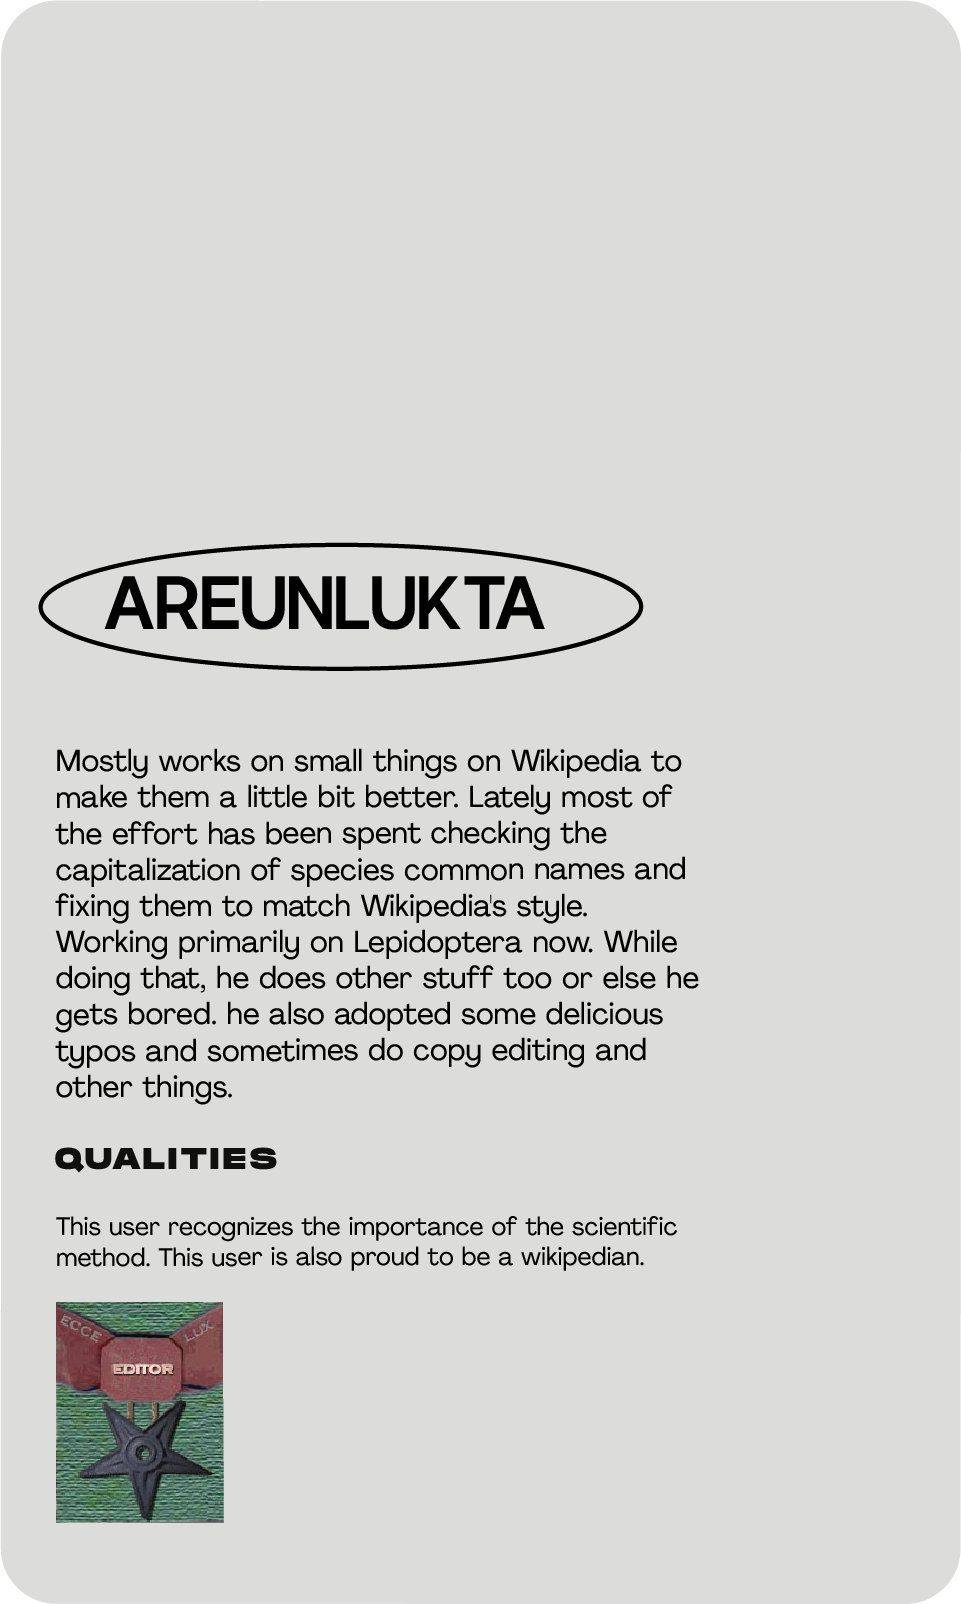 AREUNLUKTA
Mostly works on small things on Wikipedia to
make them a little bit better. Lately most of
the effort has been spent checking the
capitalization of species common names and
fixing them to match Wikipedia's style.
Working primarily on Lepidoptera now. While
doing that, he does other stuff too or else he
gets bored. he also adopted some delicious
typos and sometimes do copy editing and
other things.
QUALITIES
This user recognizes the importance of the scientific
method. This user is also proud to be a wikipedian.
ECCE LUX
EDITOR